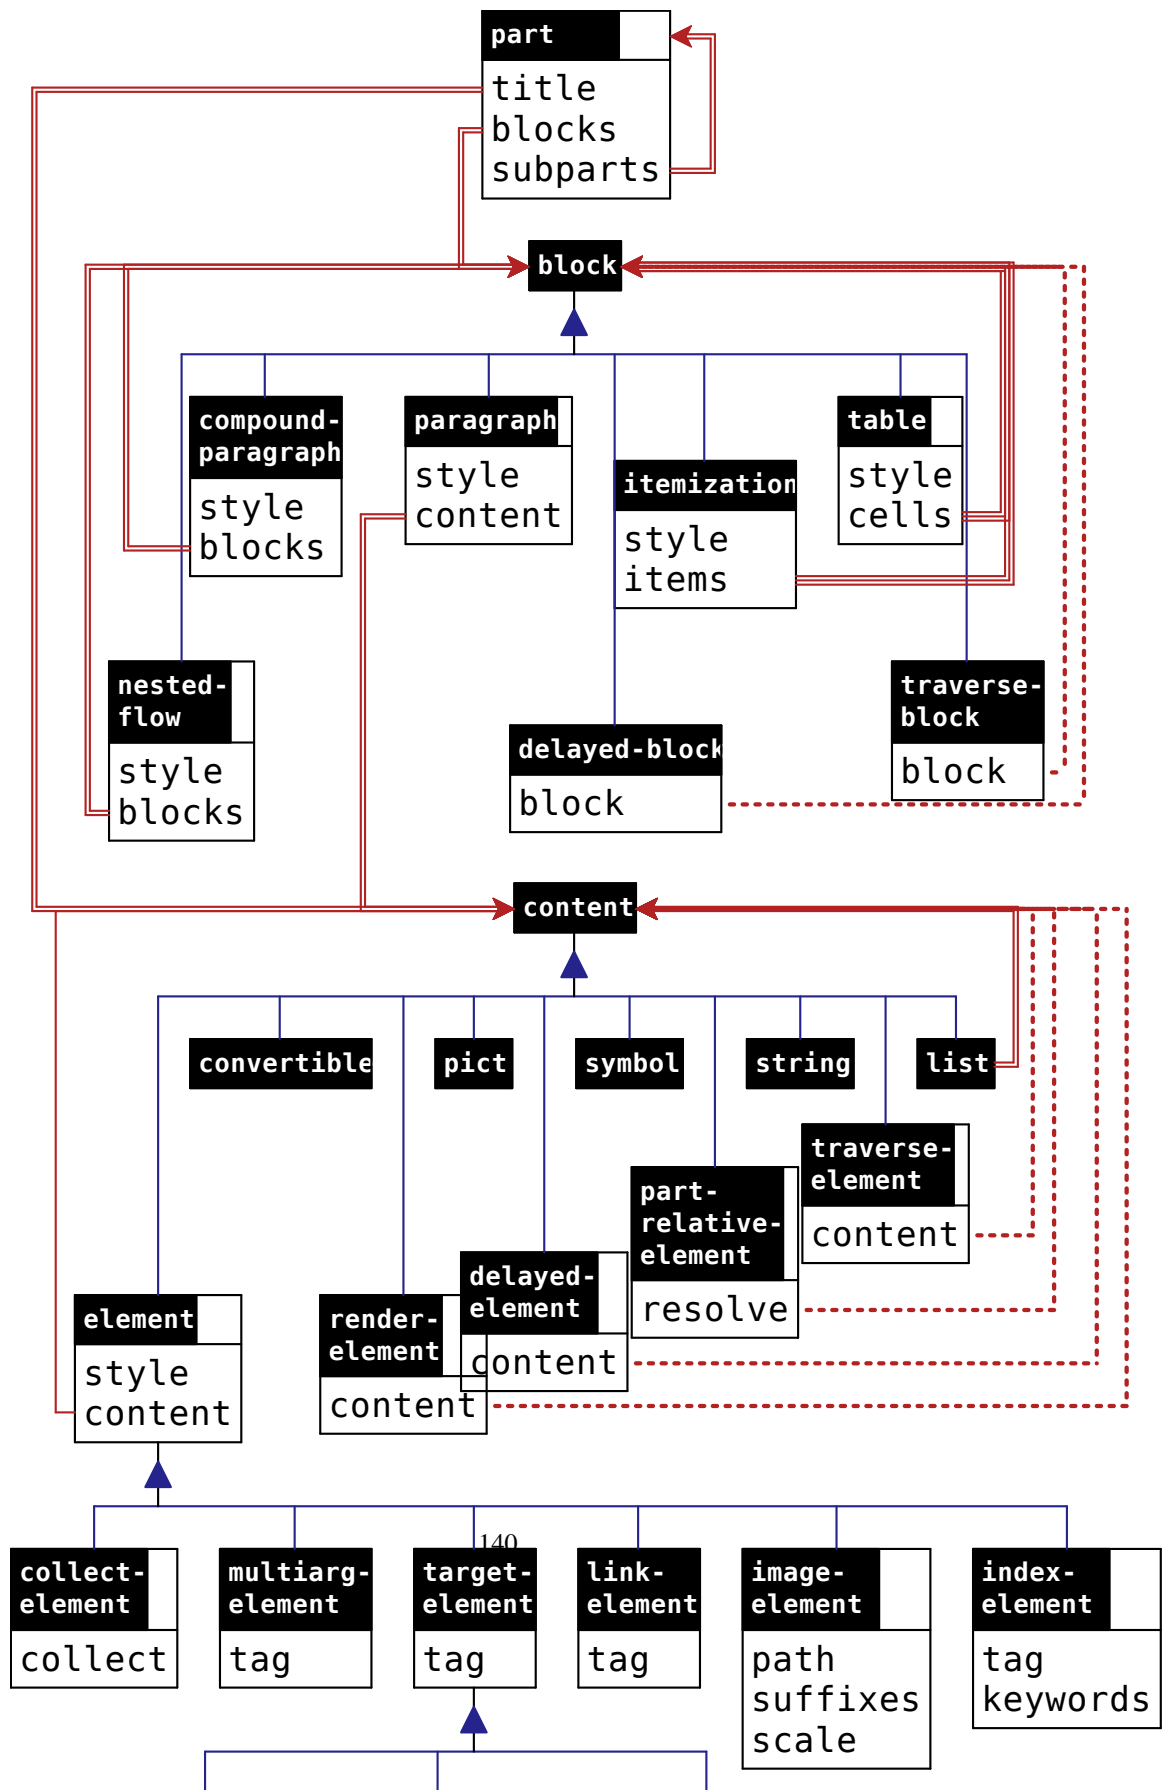 part
title
blocks
subparts
block
compound-
paragraph
style
blocks
paragraph
style
content
itemization
style
items
table
style
cells
nested-
flow
style
blocks
delayed-block
block
traverse-
block
block
content
convertible
pict
symbol
string
list
traverse-
element
content
part-
relative-
element
resolve
delayed-
element
content
element
style
content
render-
element
content
140
collect-
element
collect
multiarg-
element
tag
target-
element
tag
link-
element
tag
image-
element
path
suffixes
scale
index-
element
tag
keywords